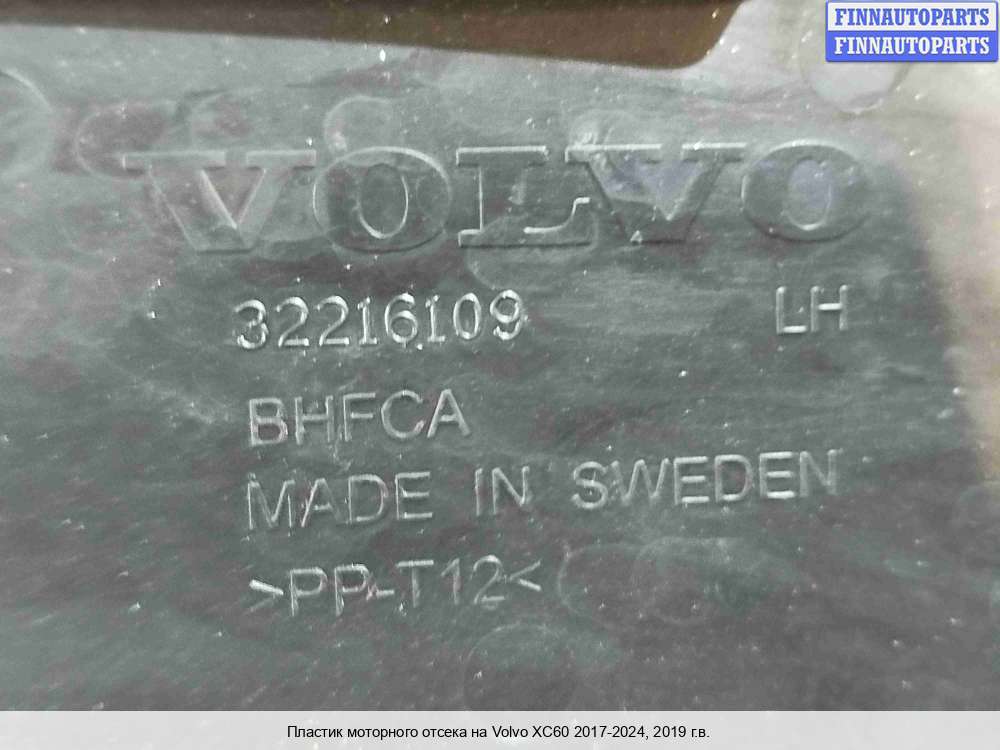 FINNAUTOPARTS
FINNAUTOPARTS
VOLVO
32216109 LH
BHFCA
MADE IN SWEDEN
>PP-T12<
Пластик моторного отсека на Volvo XC60 2017-2024, 2019 г.в.